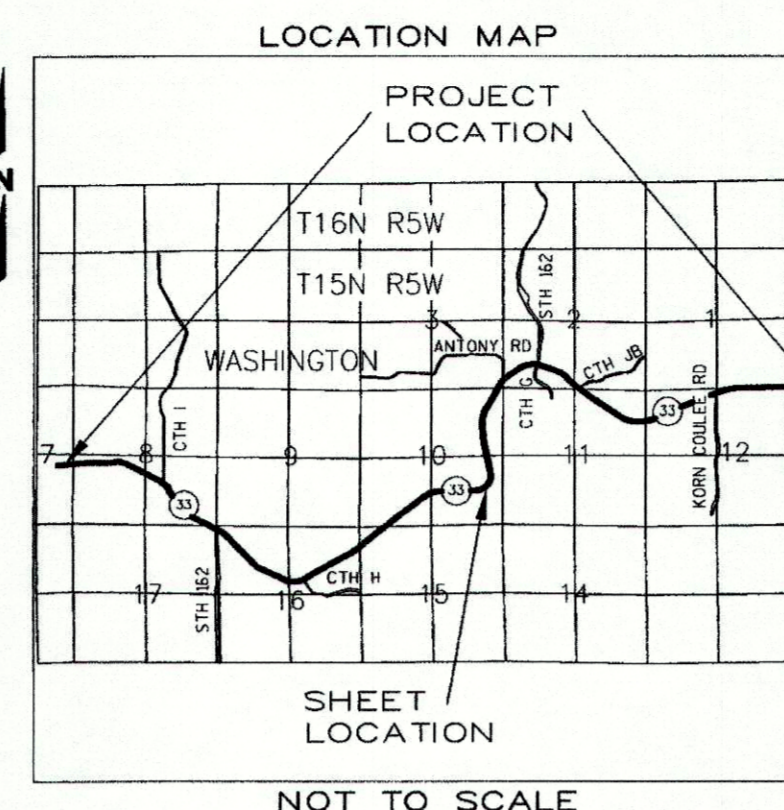 LOCATION MAP
PROJECT
LOCATION
2
T16N R5W
T15N R5W
STH 162
3
2
1
ANTONY RD
WASHINGTON
CTH JB
CTH G
KORN COULEE RD
33
CTH I
7
8
9
10
11
12
33
33
STH 162
CTH H
17
16
15
14
SHEET
LOCATION
NOT TO SCALE